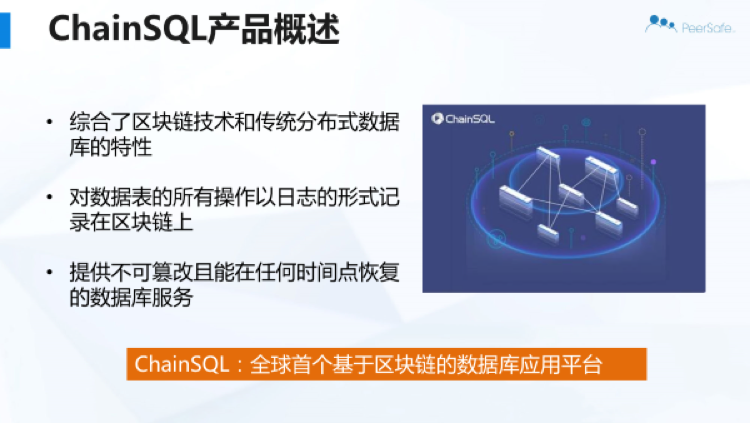 ChainSQL产品概述
PeerSafe
• 综合了区块链技术和传统分布式数据
库的特性
• 对数据表的所有操作以日志的形式记
录在区块链上
• 提供不可篡改且能在任何时间点恢复
的数据库服务
ChainSQL
ChainSQL：全球首个基于区块链的数据库应用平台